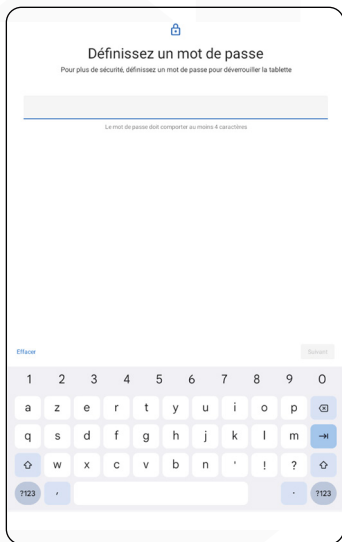 Définissez un mot de passe
Pour plus de sécurité, définissez un mot de passe pour déverrouiller la tablette
Le mot de passe doit comporter au moins 4 caractères
Effacer Suivant
1 2 3 4 5 6 7 8 9 0
a z e r t y u i o p
q s d f g h j k l m
w x c v b n ' ! ?
?123 , . ?123